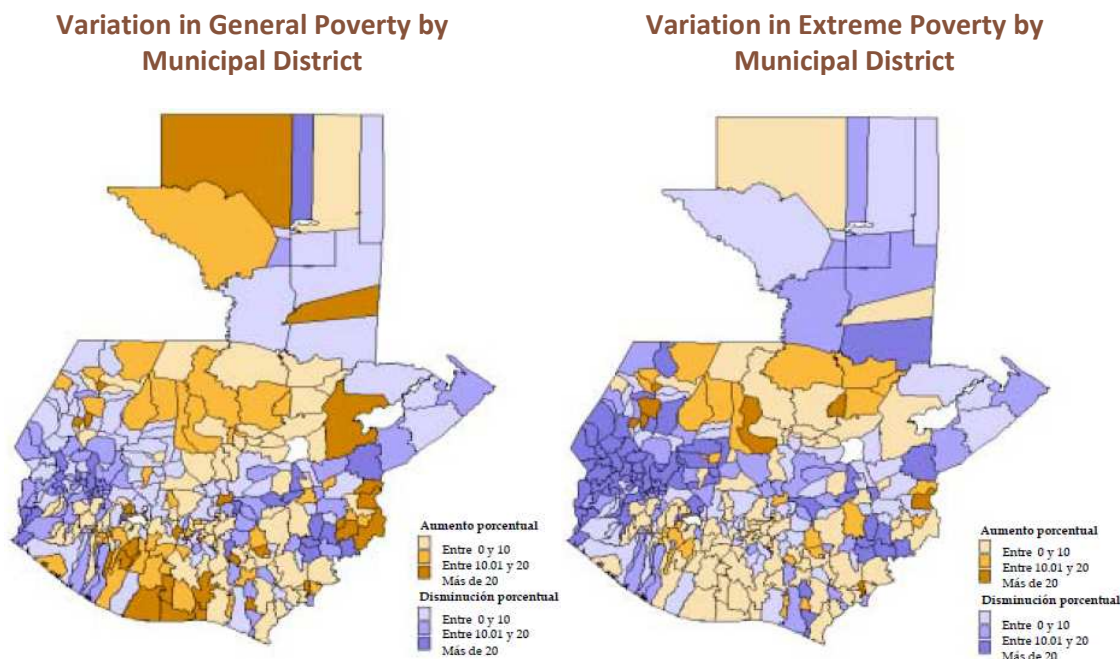 Variation in General Poverty by
Municipal District
Variation in Extreme Poverty by
Municipal District
Aumento porcentual
Entre 0 y 10
Entre 10.01 y 20
Más de 20
Disminución porcentual
Entre 0 y 10
Entre 10.01 y 20
Más de 20
Aumento porcentual
Entre 0 y 10
Entre 10.01 y 20
Más de 20
Disminución porcentual
Entre 0 y 10
Entre 10.01 y 20
Más de 20